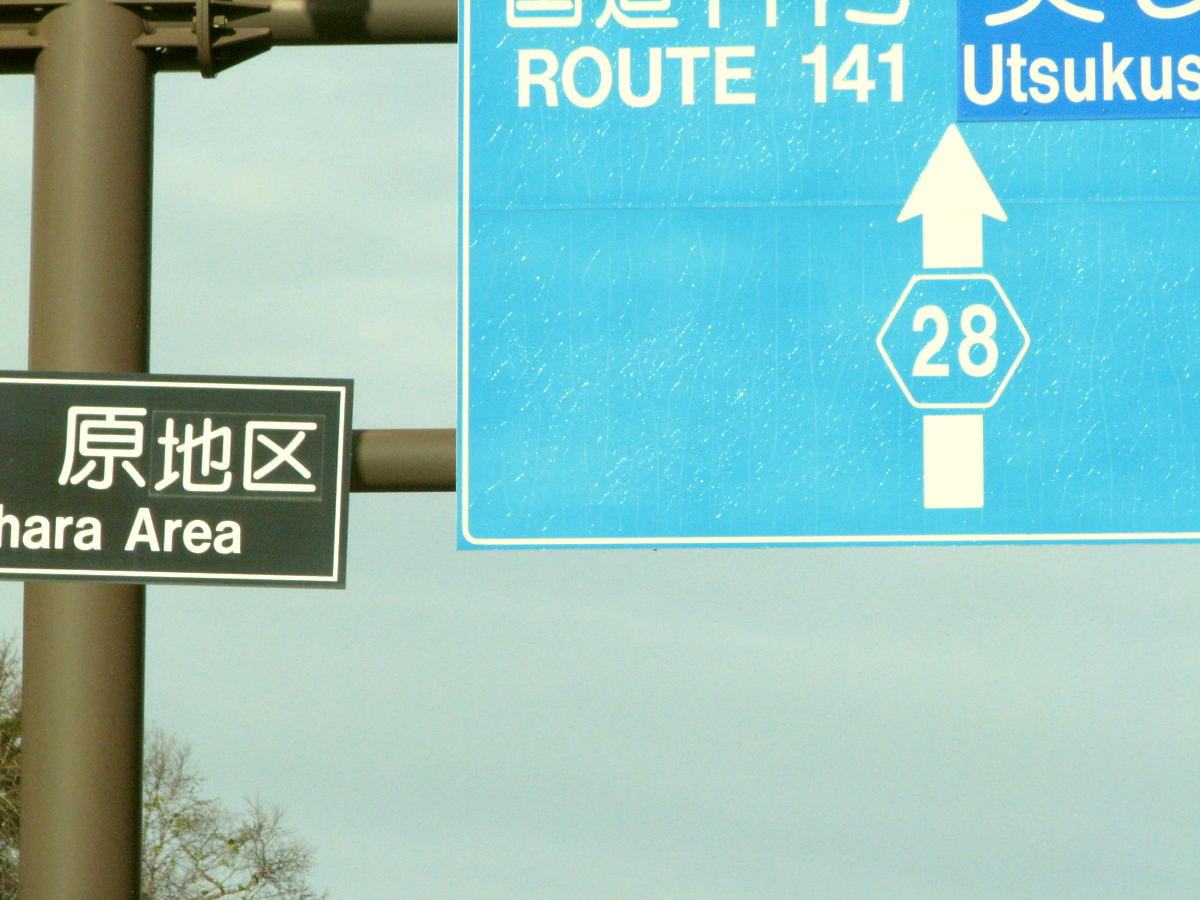 ROUTE 141
Utsukus
28
原地区
hara Area